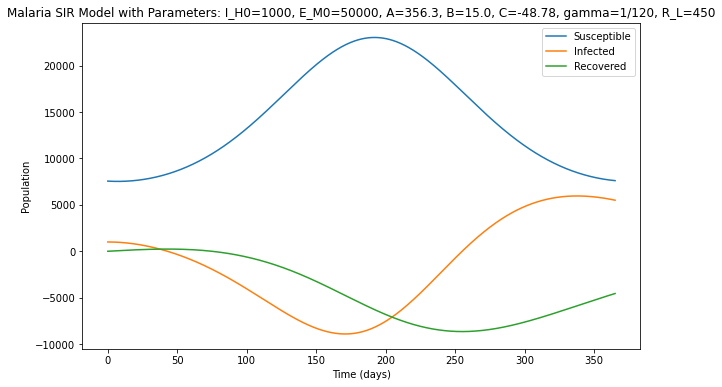 Malaria SIR Model with Parameters: I_H0=1000, E_M0=50000, A=356.3, B=15.0, C=-48.78, gamma=1/120, R_L=450
Susceptible
Infected
Recovered
20000
15000
10000
5000
0
−5000
−10000
Population
0 50 100 150 200 250 300 350
Time (days)